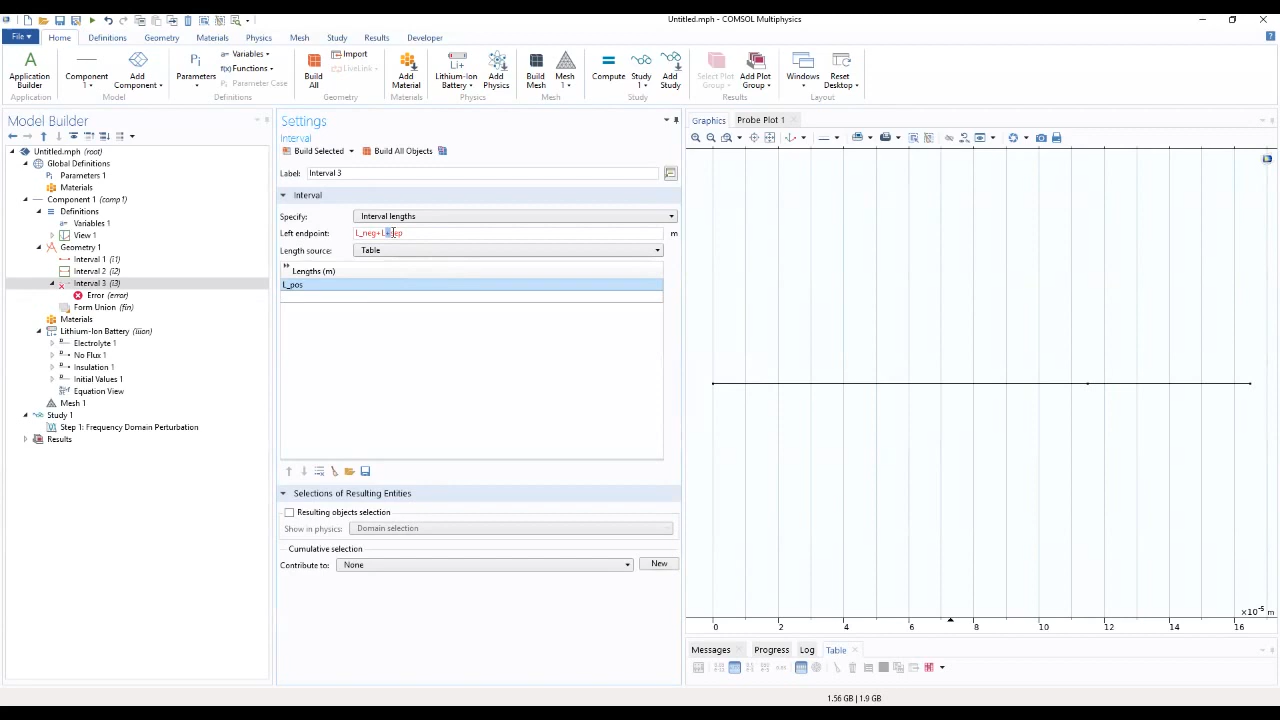 Untitled.mph - COMSOL Multiphysics
File Home Definitions Geometry Materials Physics Mesh Study Results Developer
Application Builder
Component 1
Add Component
Parameters
Variables
Functions
Parameter Case
Build All
Import
LiveLink
Add Material
Lithium-Ion Battery
Add Physics
Build Mesh
Mesh 1
Compute
Study 1
Add Study
Select Plot Group
Add Plot Group
Windows
Reset Desktop
Application Model Definitions Geometry Materials Physics Mesh Study Results Layout
Model Builder
Untitled.mph (root)
Global Definitions
Parameters 1
Materials
Component 1 (comp1)
Definitions
Variables 1
View 1
Geometry 1
Interval 1 (i1)
Interval 2 (i2)
Interval 3 (i3)
Error (error)
Form Union (fin)
Materials
Lithium-Ion Battery (liion)
Electrolyte 1
No Flux 1
Insulation 1
Initial Values 1
Equation View
Mesh 1
Study 1
Step 1: Frequency Domain Perturbation
Results
Settings
Interval
Build Selected Build All Objects
Label: Interval 3
Interval
Specify: Interval lengths
Left endpoint: m
Length source: Table
Lengths (m)
L_pos
Selections of Resulting Entities
Resulting objects selection
Show in physics: Domain selection
Cumulative selection
Contribute to: None New
Graphics Probe Plot 1
×10⁻⁵ m
0 2 4 6 8 10 12 14 16
Messages Progress Log Table
1.56 GB | 1.9 GB